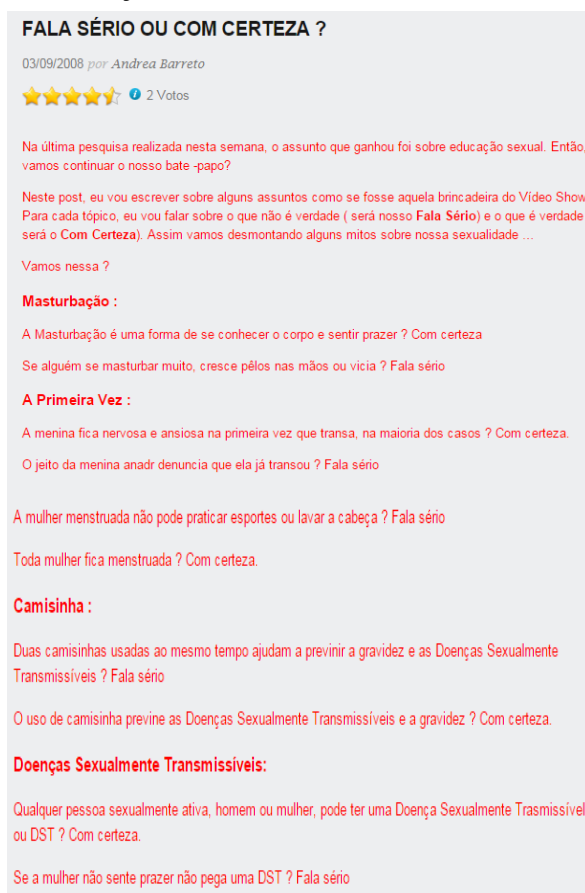 FALA SÉRIO OU COM CERTEZA ?
03/09/2008 por Andrea Barreto
2 Votos
Na última pesquisa realizada nesta semana, o assunto que ganhou foi sobre educação sexual. Então,
vamos continuar o nosso bate -papo?
Neste post, eu vou escrever sobre alguns assuntos como se fosse aquela brincadeira do Vídeo Show
Para cada tópico, eu vou falar sobre o que não é verdade ( será nosso Fala Sério) e o que é verdade
será o Com Certeza). Assim vamos desmontando alguns mitos sobre nossa sexualidade ...
Vamos nessa ?
Masturbação :
A Masturbação é uma forma de se conhecer o corpo e sentir prazer ? Com certeza
Se alguém se masturbar muito, cresce pêlos nas mãos ou vicia ? Fala sério
A Primeira Vez :
A menina fica nervosa e ansiosa na primeira vez que transa, na maioria dos casos ? Com certeza.
O jeito da menina anadr denuncia que ela já transou ? Fala sério
A mulher menstruada não pode praticar esportes ou lavar a cabeça ? Fala sério
Toda mulher fica menstruada ? Com certeza.
Camisinha :
Duas camisinhas usadas ao mesmo tempo ajudam a previnir a gravidez e as Doenças Sexualmente
Transmissíveis ? Fala sério
O uso de camisinha previne as Doenças Sexualmente Transmissíveis e a gravidez ? Com certeza.
Doenças Sexualmente Transmissíveis:
Qualquer pessoa sexualmente ativa, homem ou mulher, pode ter uma Doença Sexualmente Trasmissível
ou DST ? Com certeza.
Se a mulher não sente prazer não pega uma DST ? Fala sério